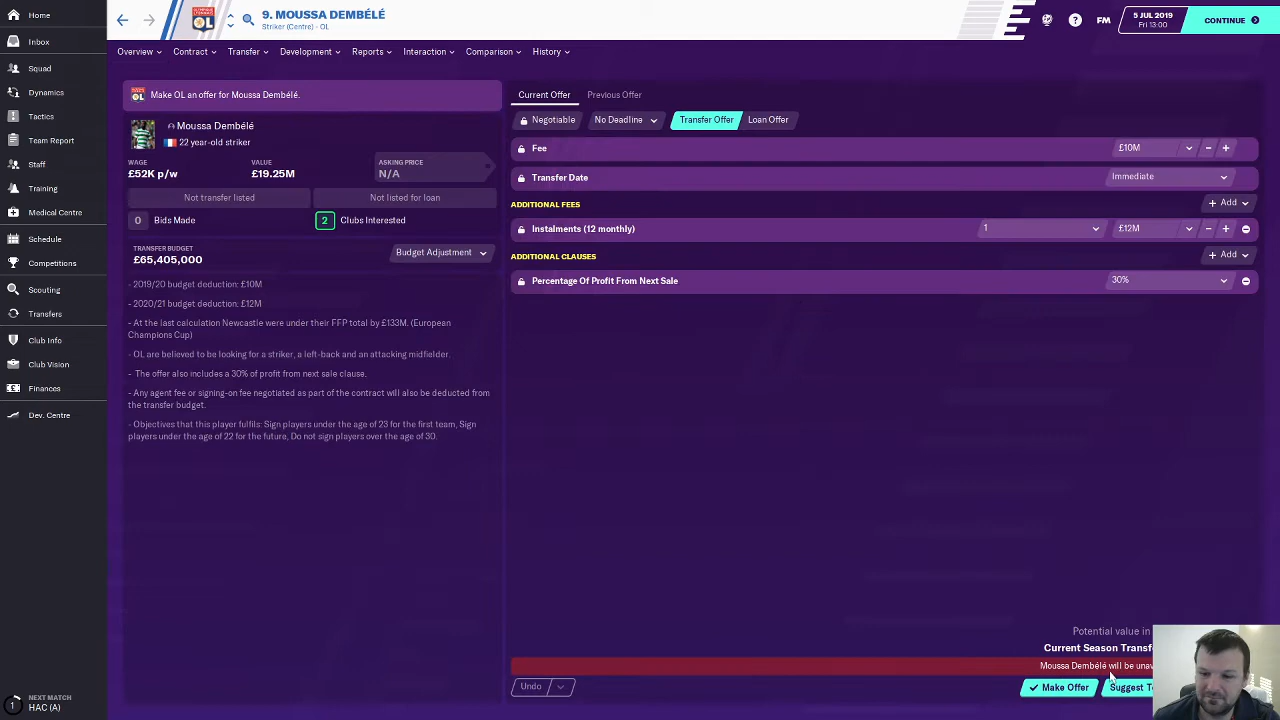 9. MOUSSA DEMBÉLÉ
Striker (Centre) - OL
5 JUL 2019
Fri 13:00
CONTINUE
FM
Home
Inbox
Squad
Dynamics
Tactics
Team Report
Staff
Training
Medical Centre
Schedule
Competitions
Scouting
Transfers
Club Info
Club Vision
Finances
Dev. Centre
1 NEXT MATCH
HAC (A)
Overview Contract Transfer Development Reports Interaction Comparison History
Make OL an offer for Moussa Dembélé.
Moussa Dembélé
22 year-old striker
WAGE VALUE ASKING PRICE
£52K p/w £19.25M N/A
Not transfer listed Not listed for loan
0 Bids Made 2 Clubs Interested
TRANSFER BUDGET
£65,405,000
Budget Adjustment
- 2019/20 budget deduction: £10M
- 2020/21 budget deduction: £12M
- At the last calculation Newcastle were under their FFP total by £133M. (European
Champions Cup)
- OL are believed to be looking for a striker, a left-back and an attacking midfielder.
- The offer also includes a 30% of profit from next sale clause.
- Any agent fee or signing-on fee negotiated as part of the contract will also be deducted from
the transfer budget.
- Objectives that this player fulfils: Sign players under the age of 23 for the first team, Sign
players under the age of 22 for the future, Do not sign players over the age of 30.
Current Offer Previous Offer
Negotiable No Deadline Transfer Offer Loan Offer
Fee £10M
Transfer Date Immediate
ADDITIONAL FEES + Add
Instalments (12 monthly) 1 £12M
ADDITIONAL CLAUSES + Add
Percentage Of Profit From Next Sale 30%
Potential value in
Current Season Transf
Moussa Dembélé will be unav
Undo
Make Offer
Suggest Te